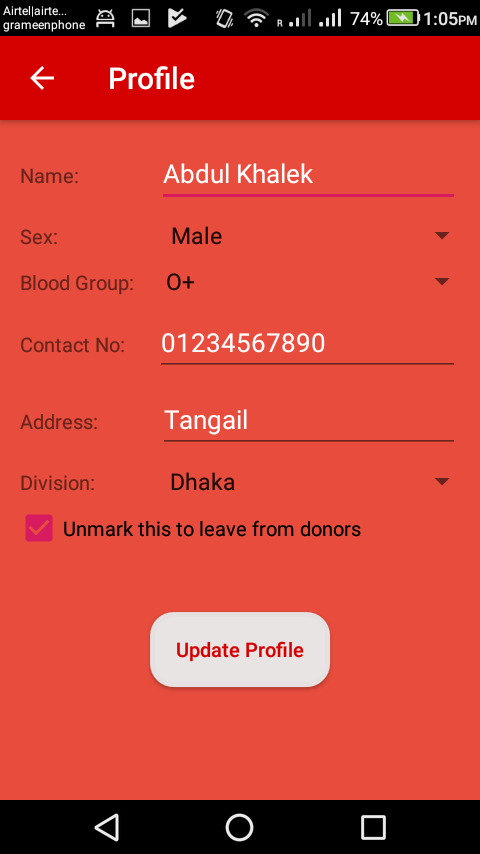 Airtel|airte...
grameenphone
R
74%
1:05PM
Profile
Name: Abdul Khalek
Sex: Male
Blood Group: O+
Contact No: 01234567890
Address: Tangail
Division: Dhaka
Unmark this to leave from donors
Update Profile